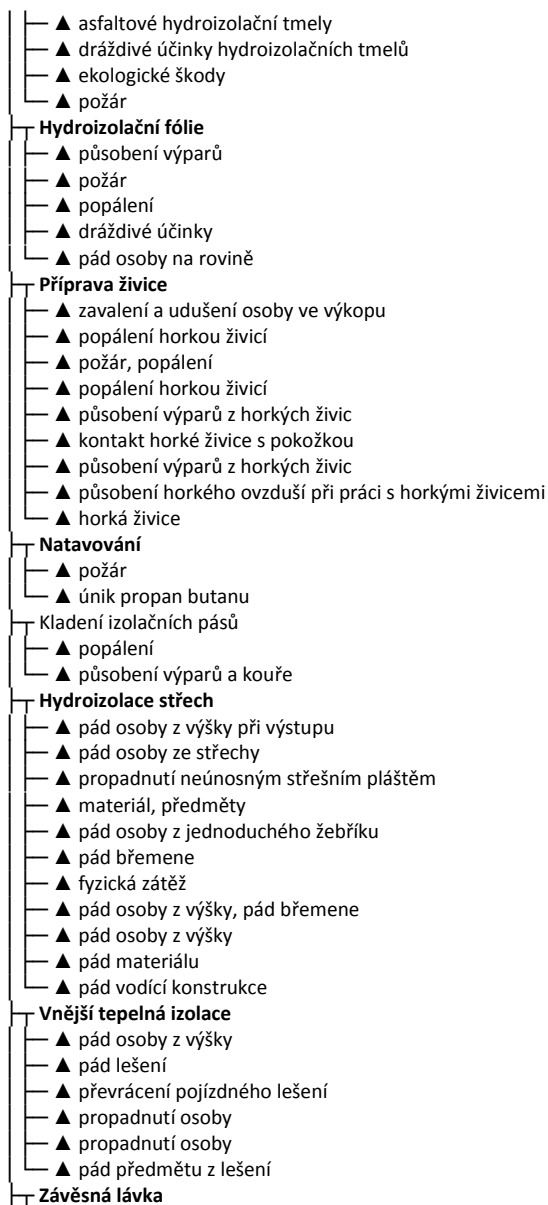 ▲ asfaltové hydroizolační tmely
▲ dráždivé účinky hydroizolačních tmelů
▲ ekologické škody
▲ požár
Hydroizolační fólie
▲ působení výparů
▲ požár
▲ popálení
▲ dráždivé účinky
▲ pád osoby na rovině
Příprava živice
▲ zavalení a udušení osoby ve výkopu
▲ popálení horkou živicí
▲ požár, popálení
▲ popálení horkou živicí
▲ působení výparů z horkých živic
▲ kontakt horké živice s pokožkou
▲ působení výparů z horkých živic
▲ působení horkého ovzduší při práci s horkými živicemi
▲ horká živice
Natavování
▲ požár
▲ únik propan butanu
Kladení izolačních pásů
▲ popálení
▲ působení výparů a kouře
Hydroizolace střech
▲ pád osoby z výšky při výstupu
▲ pád osoby ze střechy
▲ propadnutí neúnosným střešním pláštěm
▲ materiál, předměty
▲ pád osoby z jednoduchého žebříku
▲ pád břemene
▲ fyzická zátěž
▲ pád osoby z výšky, pád břemene
▲ pád osoby z výšky
▲ pád materiálu
▲ pád vodící konstrukce
Vnější tepelná izolace
▲ pád osoby z výšky
▲ pád lešení
▲ převrácení pojízdného lešení
▲ propadnutí osoby
▲ propadnutí osoby
▲ pád předmětu z lešení
Závěsná lávka